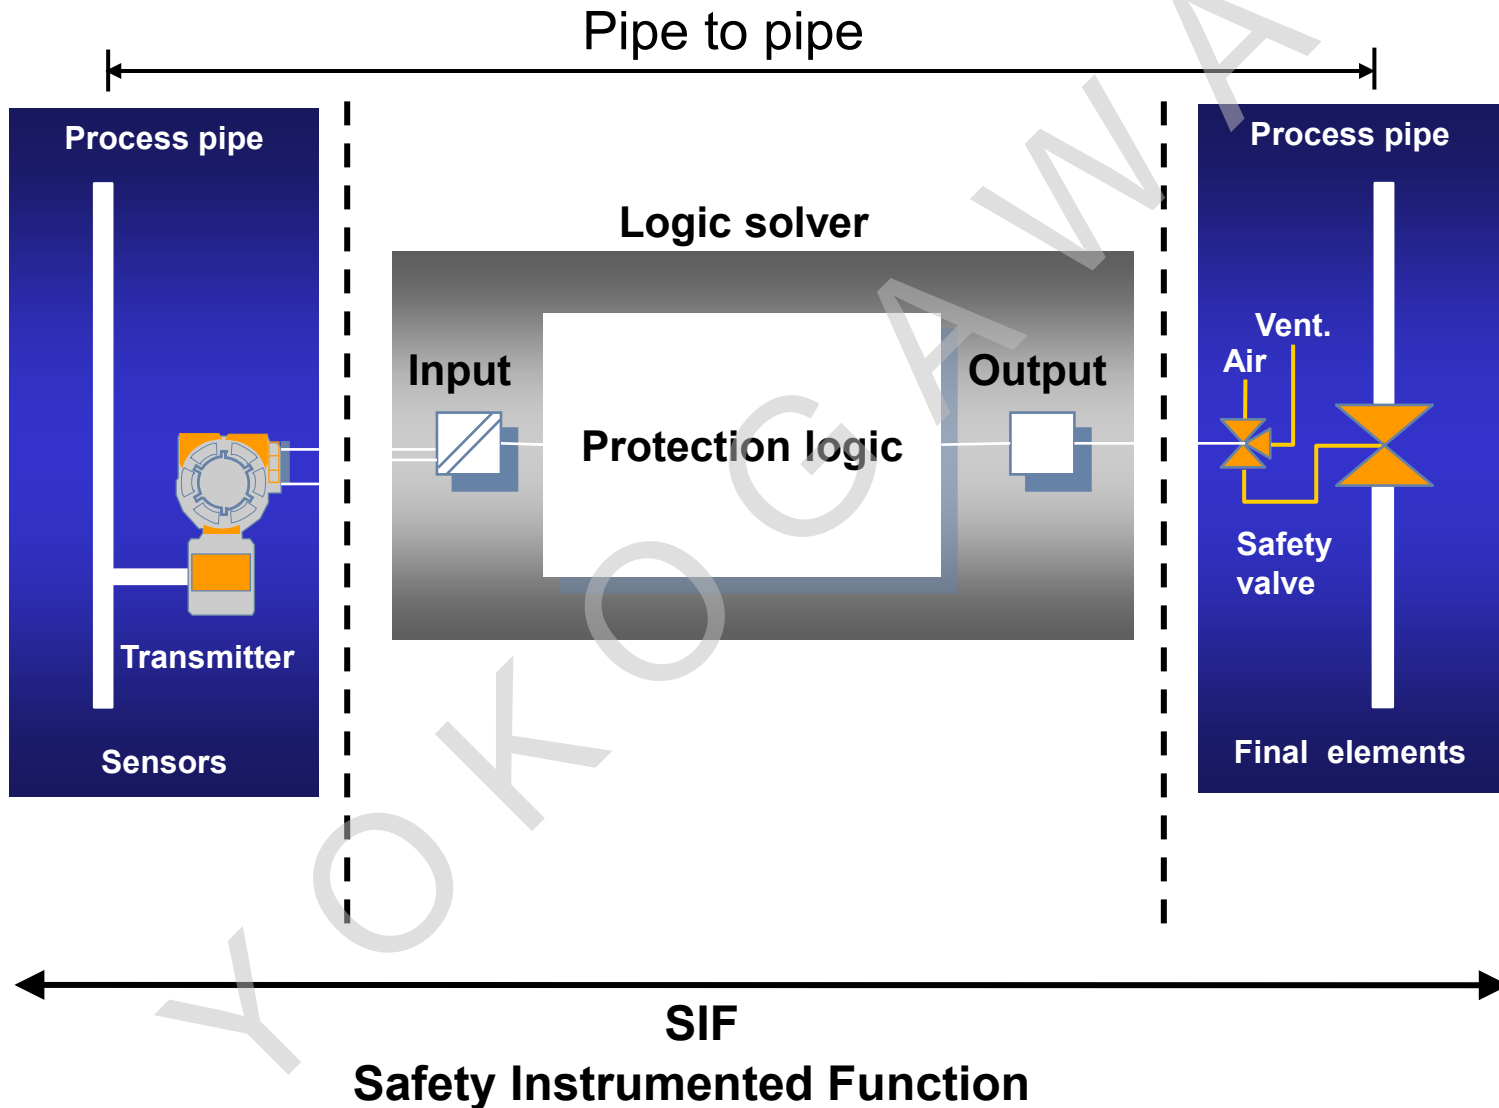 Pipe to pipe
Process pipe
Transmitter
Sensors
Logic solver
Input
Protection logic
Output
Process pipe
Vent.
Air
Safety
valve
Final elements
SIF
Safety Instrumented Function
YOKOGAWA